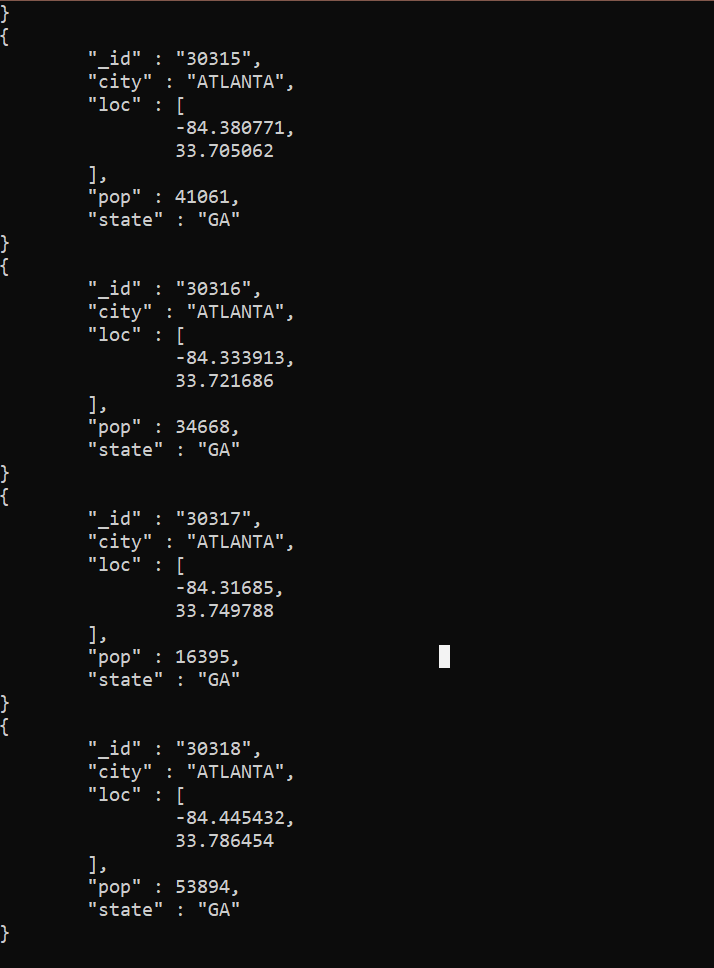 }
{
"_id" : "30315",
"city" : "ATLANTA",
"loc" : [
-84.380771,
33.705062
],
"pop" : 41061,
"state" : "GA"
}
{
"_id" : "30316",
"city" : "ATLANTA",
"loc" : [
-84.333913,
33.721686
],
"pop" : 34668,
"state" : "GA"
}
{
"_id" : "30317",
"city" : "ATLANTA",
"loc" : [
-84.31685,
33.749788
],
"pop" : 16395,
"state" : "GA"
}
{
"_id" : "30318",
"city" : "ATLANTA",
"loc" : [
-84.445432,
33.786454
],
"pop" : 53894,
"state" : "GA"
}